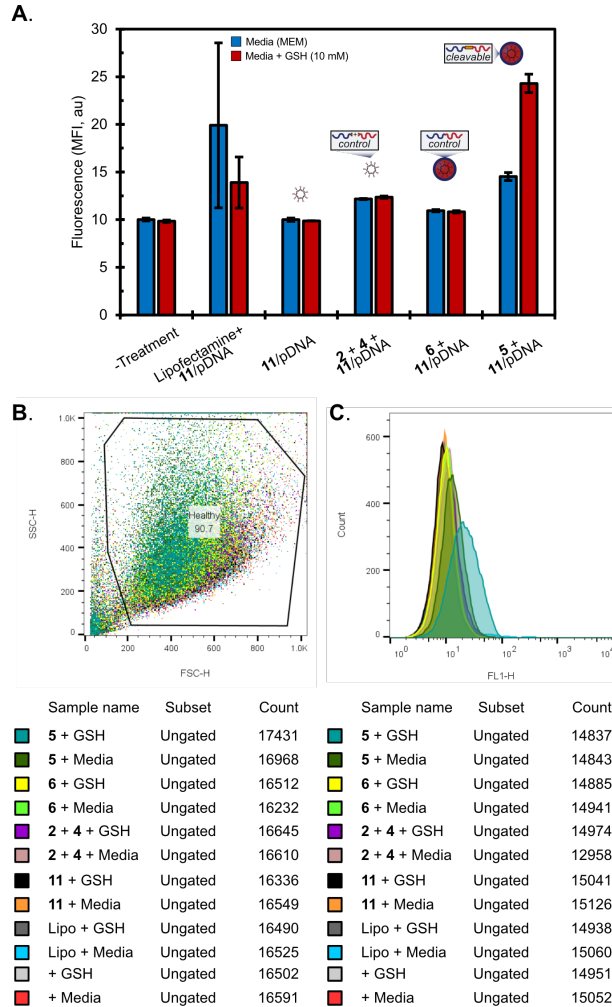 A.
Fluorescence (MFI, au)
30
25
20
15
10
5
0
Media (MEM)
Media + GSH (10 mM)
control
control
cleavable
-Treatment
Lipofectamine+
11/pDNA
11/pDNA
2 + 4 +
11/pDNA
6 +
11/pDNA
5 +
11/pDNA
B.
SSC-H
1.0K
800
600
400
200
0
Healthy
90.7
0 200 400 600 800 1.0K
FSC-H
C.
Count
600
400
200
0
10^0 10^1 10^2 10^3 10^4
FL1-H
Sample name Subset Count
5 + GSH Ungated 17431
5 + Media Ungated 16968
6 + GSH Ungated 16512
6 + Media Ungated 16232
2 + 4 + GSH Ungated 16645
2 + 4 + Media Ungated 16610
11 + GSH Ungated 16336
11 + Media Ungated 16549
Lipo + GSH Ungated 16490
Lipo + Media Ungated 16525
+ GSH Ungated 16502
+ Media Ungated 16591
Sample name Subset Count
5 + GSH Ungated 14837
5 + Media Ungated 14843
6 + GSH Ungated 14885
6 + Media Ungated 14941
2 + 4 + GSH Ungated 14974
2 + 4 + Media Ungated 12958
11 + GSH Ungated 15041
11 + Media Ungated 15126
Lipo + GSH Ungated 14938
Lipo + Media Ungated 15060
+ GSH Ungated 14951
+ Media Ungated 15052